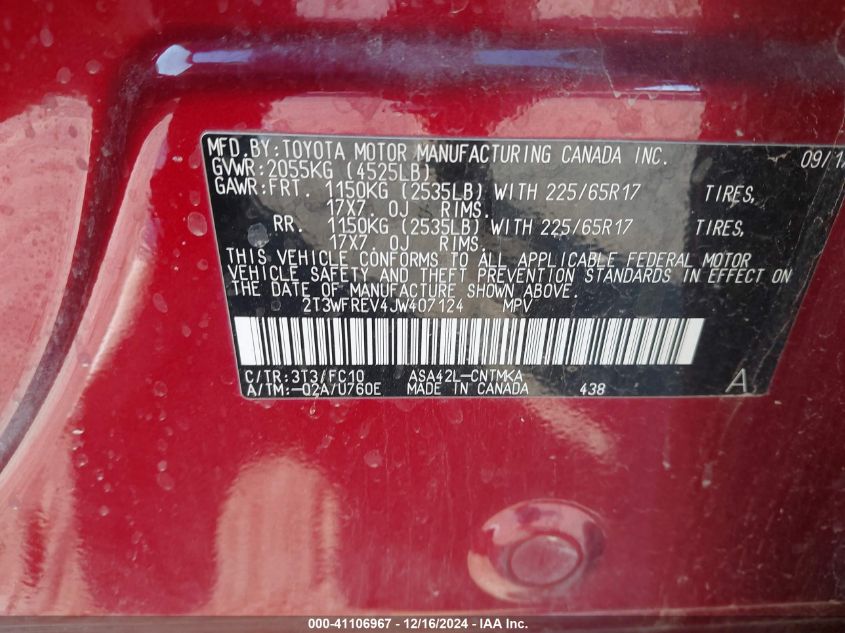 MFD.BY:TOYOTA MOTOR MANUFACTURING CANADA INC. 09/1
GVWR:2055KG (4525LB)
GAWR:FRT. 1150KG (2535LB) WITH 225/65R17 TIRES,
17X7.0J RIMS.
RR. 1150KG (2535LB) WITH 225/65R17 TIRES,
17X7.0J RIMS.
THIS VEHICLE CONFORMS TO ALL APPLICABLE FEDERAL MOTOR
VEHICLE SAFETY AND THEFT PREVENTION STANDARDS IN EFFECT ON
THE DATE OF MANUFACTURE SHOWN ABOVE.
2T3WFREV4JW407124 MPV
C/TR:3T3/FC10 ASA42L-CNTMKA
A/TM:-02A/U760E MADE IN CANADA 438 A
000-41106967 - 12/16/2024 - IAA Inc.